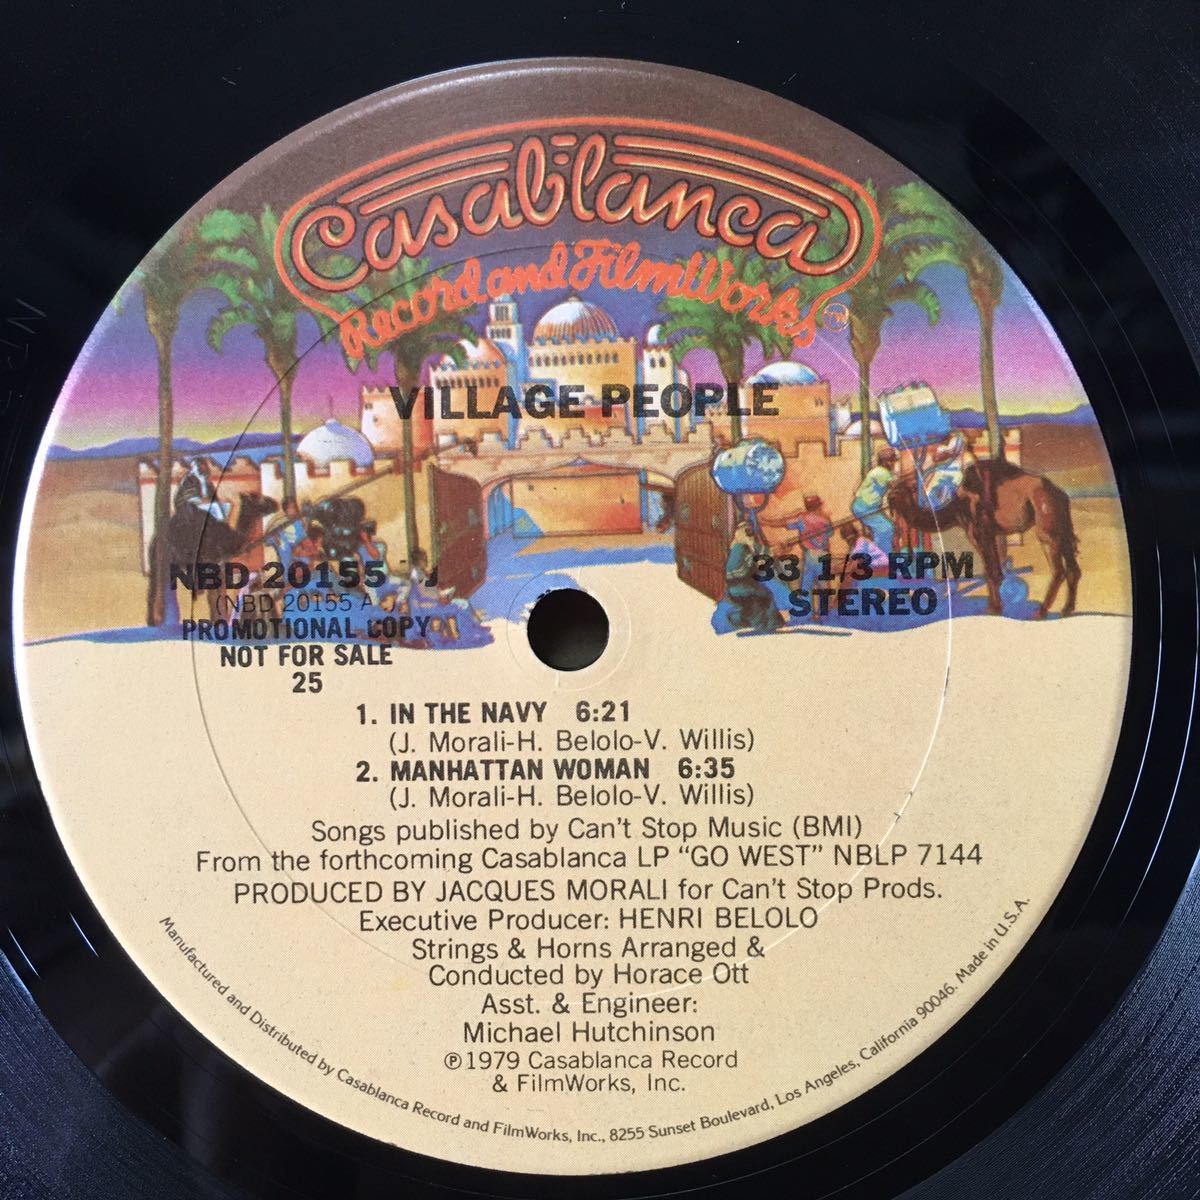 Casablanca
Record and FilmWorks TM
VILLAGE PEOPLE
NBD 20155
(NBD 20155 A
PROMOTIONAL COPY
NOT FOR SALE
25
33 1/3 RPM
STEREO
1. IN THE NAVY 6:21
(J. Morali-H. Belolo-V. Willis)
2. MANHATTAN WOMAN 6:35
(J. Morali-H. Belolo-V. Willis)
Songs published by Can't Stop Music (BMI)
From the forthcoming Casablanca LP “GO WEST” NBLP 7144
PRODUCED BY JACQUES MORALI for Can't Stop Prods.
Executive Producer: HENRI BELOLO
Strings & Horns Arranged &
Conducted by Horace Ott
Asst. & Engineer:
Michael Hutchinson
℗1979 Casablanca Record
& FilmWorks, Inc.
Manufactured and Distributed by Casablanca Record and FilmWorks, Inc., 8255 Sunset Boulevard, Los Angeles, California 90046. Made in U.S.A.